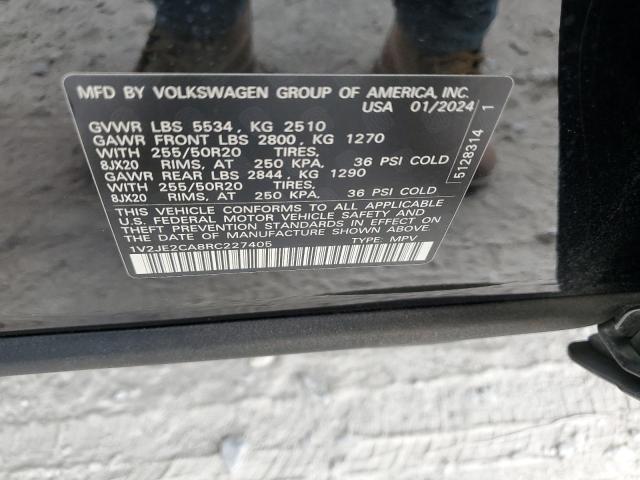 MFD BY VOLKSWAGEN GROUP OF AMERICA, INC.
USA 01/2024
GVWR LBS 5534, KG 2510
GAWR FRONT LBS 2800, KG 1270
WITH 255/50R20 TIRES,
8JX20 RIMS, AT 250 KPA. 36 PSI COLD
GAWR REAR LBS 2844, KG 1290
WITH 255/50R20 TIRES,
8JX20 RIMS, AT 250 KPA, 36 PSI COLD
THIS VEHICLE CONFORMS TO ALL APPLICABLE
U.S. FEDERAL MOTOR VEHICLE SAFETY AND
THEFT PREVENTION STANDARDS IN EFFECT ON
THE DATE OF MANUFACTURE SHOWN ABOVE.
1V2JE2CA8RC227405 TYPE: MPV
5128314 1